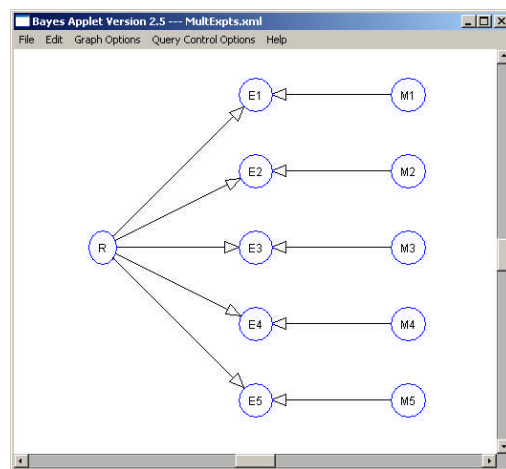 Bayes Applet Version 2.5 --- MultExpts.xml
File Edit Graph Options Query Control Options Help
E1 M1
E2 M2
R E3 M3
E4 M4
E5 M5